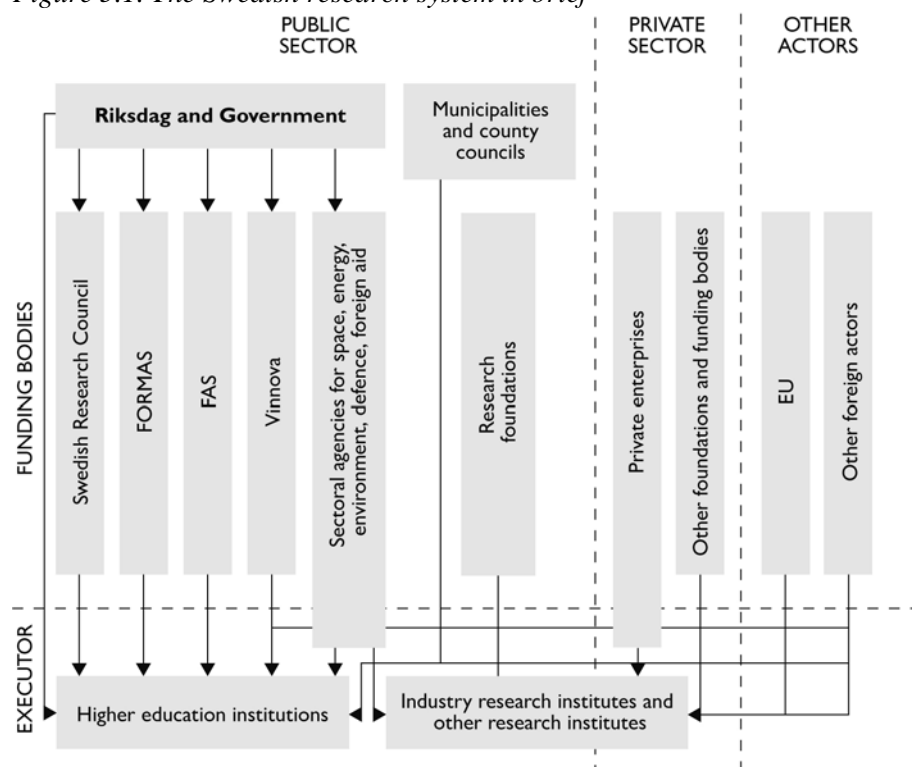 Figure 3.1. The Swedish research system in brief
PUBLIC
SECTOR
PRIVATE
SECTOR
OTHER
ACTORS
Riksdag and Government
Municipalities
and county
councils
FUNDING BODIES
Swedish Research Council
FORMAS
FAS
Vinnova
Sectoral agencies for space, energy,
environment, defence, foreign aid
Research
foundations
Private enterprises
Other foundations and funding bodies
EU
Other foreign actors
EXECUTOR
Higher education institutions
Industry research institutes and
other research institutes